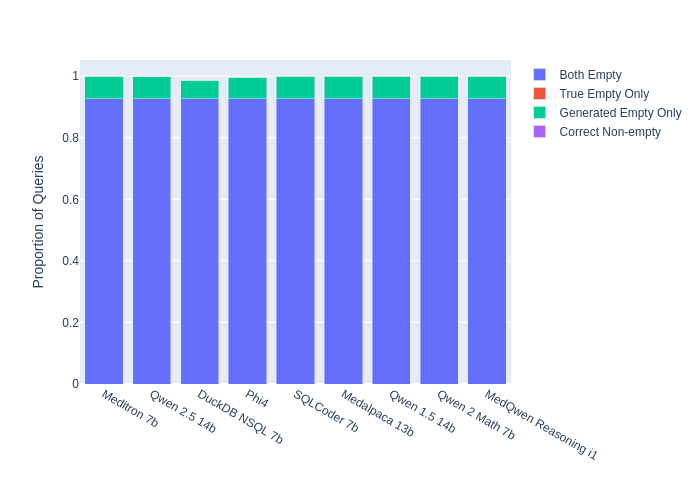 Proportion of Queries
1
0.8
0.6
0.4
0.2
0
Meditron 7b
Qwen 2.5 14b
DuckDB NSQL 7b
Phi4
SQLCoder 7b
Medalpaca 13b
Qwen 1.5 14b
Qwen 2 Math 7b
MedQwen Reasoning i1
Both Empty
True Empty Only
Generated Empty Only
Correct Non-empty